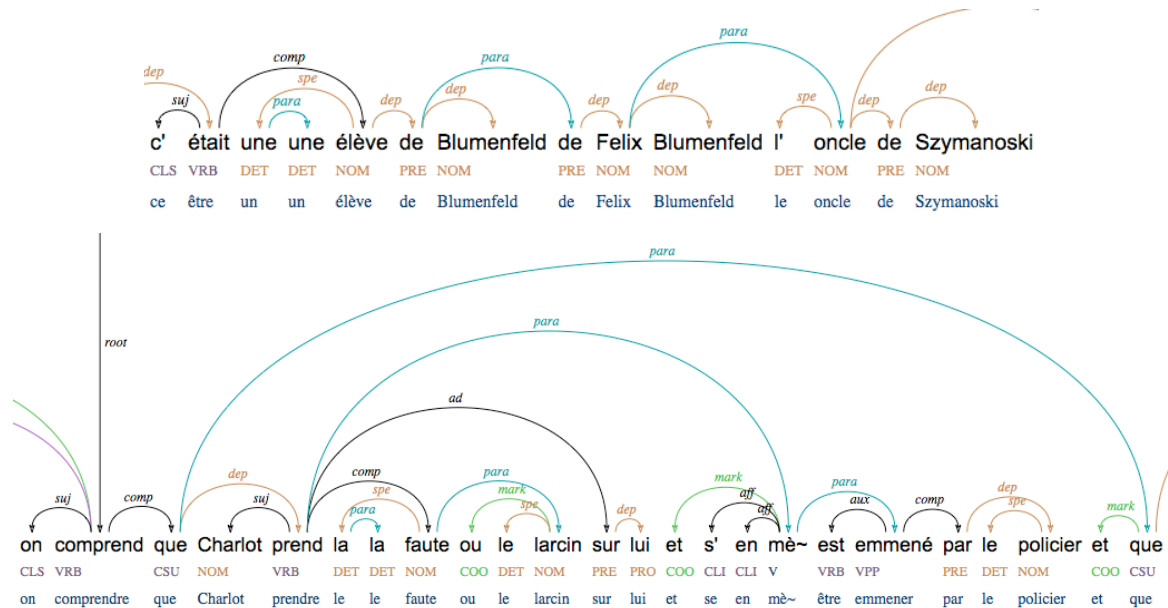 para
para
comp
dep spe dep dep dep dep spe dep dep
suj para
c' était une une élève de Blumenfeld de Felix Blumenfeld l' oncle de Szymanoski
CLS VRB DET DET NOM PRE NOM PRE NOM NOM DET NOM PRE NOM
ce être un un élève de Blumenfeld de Felix Blumenfeld le oncle de Szymanoski
para
para
root
ad
dep comp para mark aff para dep
suj comp suj spe mark aff aux comp spe mark
para spe dep
on comprend que Charlot prend la la faute ou le larcin sur lui et s' en mè~ est emmené par le policier et que
CLS VRB CSU NOM VRB DET DET NOM COO DET NOM PRE PRO COO CLI CLI V VRB VPP PRE DET NOM COO CSU
on comprendre que Charlot prendre le le faute ou le larcin sur lui et se en mè~ être emmener par le policier et que